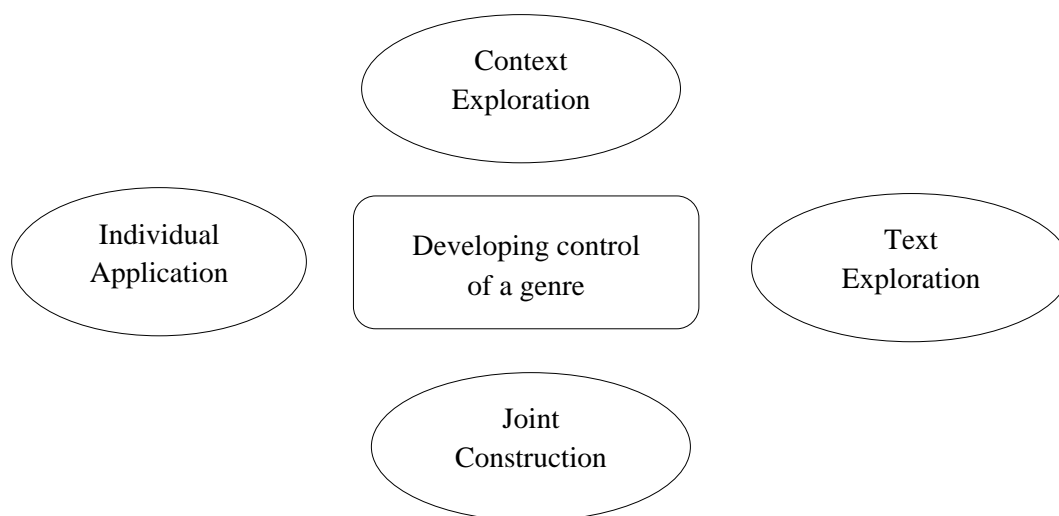 Context
Exploration
Individual
Application
Developing control
of a genre
Text
Exploration
Joint
Construction